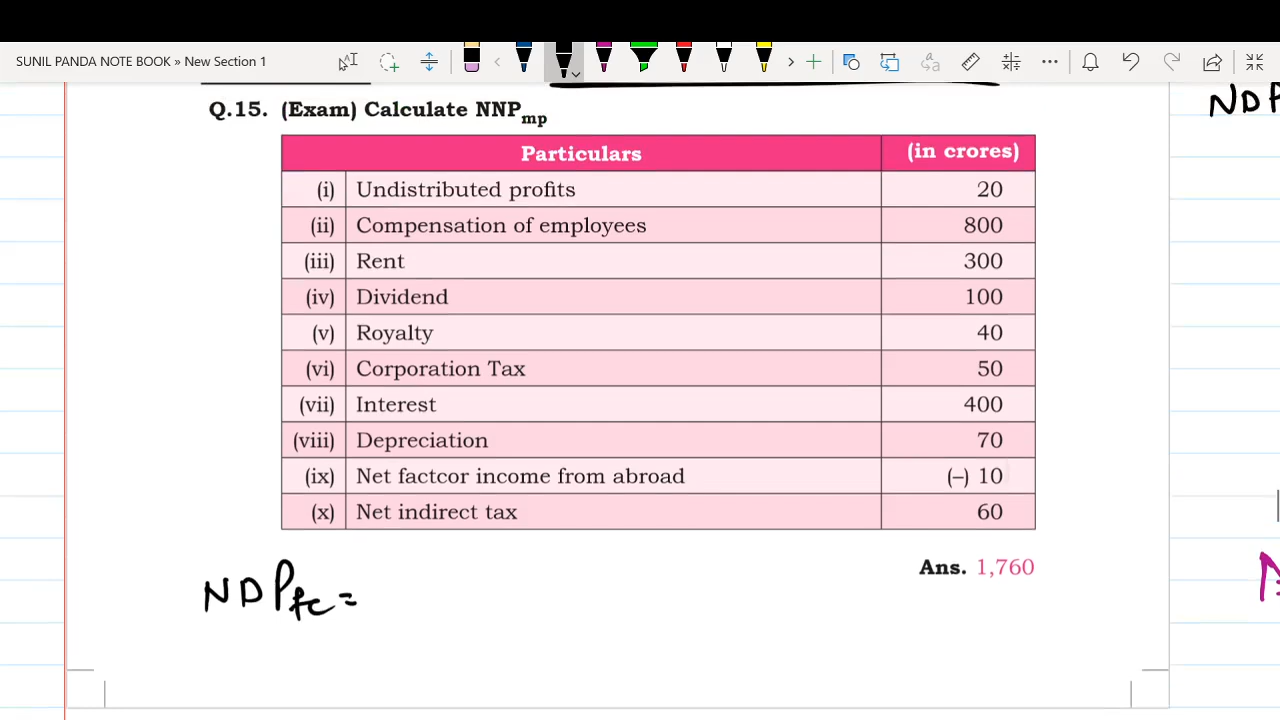 SUNIL PANDA NOTE BOOK » New Section 1
Q.15. (Exam) Calculate NNPmp
Particulars (in crores)
(i) Undistributed profits 20
(ii) Compensation of employees 800
(iii) Rent 300
(iv) Dividend 100
(v) Royalty 40
(vi) Corporation Tax 50
(vii) Interest 400
(viii) Depreciation 70
(ix) Net factcor income from abroad (–) 10
(x) Net indirect tax 60
Ans. 1,760
NDPfc =
NDP